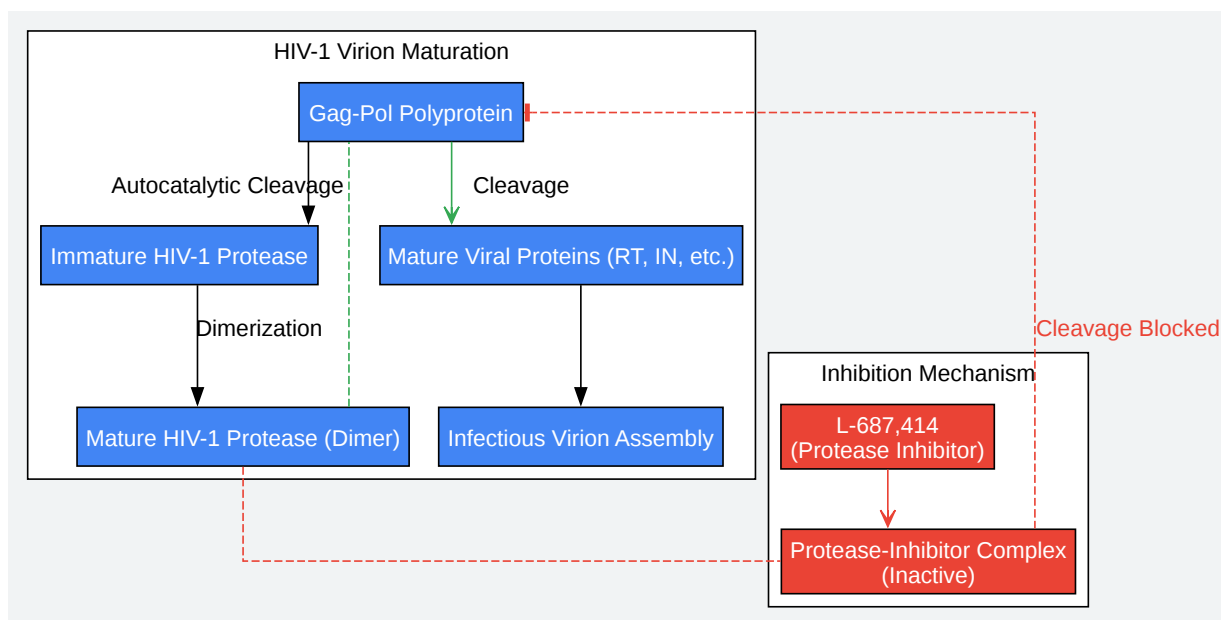 HIV-1 Virion Maturation
Gag-Pol Polyprotein
Autocatalytic Cleavage
Cleavage
Immature HIV-1 Protease
Mature Viral Proteins (RT, IN, etc.)
Dimerization
Cleavage Blocked
Inhibition Mechanism
Mature HIV-1 Protease (Dimer)
Infectious Virion Assembly
L-687,414
(Protease Inhibitor)
Protease-Inhibitor Complex
(Inactive)